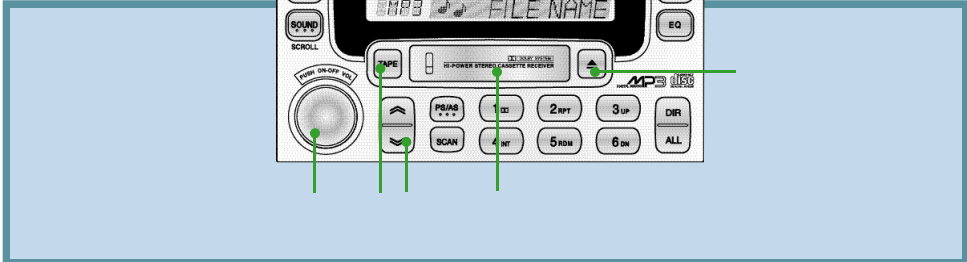 MP3 FILE NAME
SOUND
SCROLL
EQ
TAPE
DOLBY SYSTEM
HI-POWER STEREO CASSETTE RECEIVER
PUSH ON-OFF VOL
MP3 disc
PS/AS
1
2 RPT
3 UP
DIR
SCAN
4 INT
5 RDM
6 DN
ALL